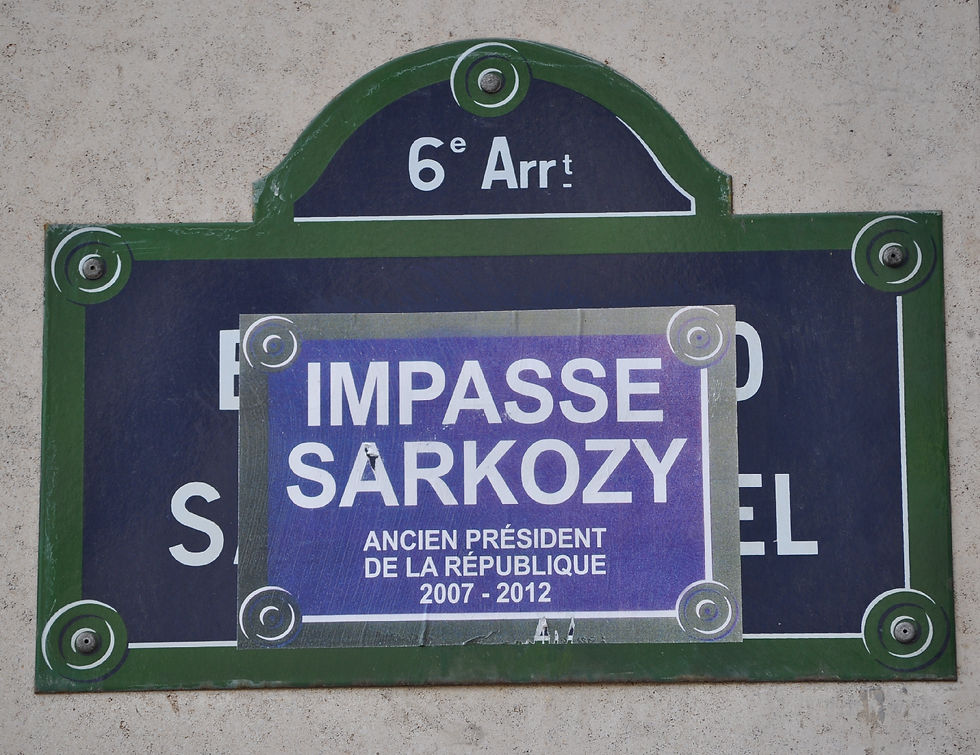 6e Arrt
IMPASSE
SARKOZY
ANCIEN PRÉSIDENT
DE LA RÉPUBLIQUE
2007 - 2012